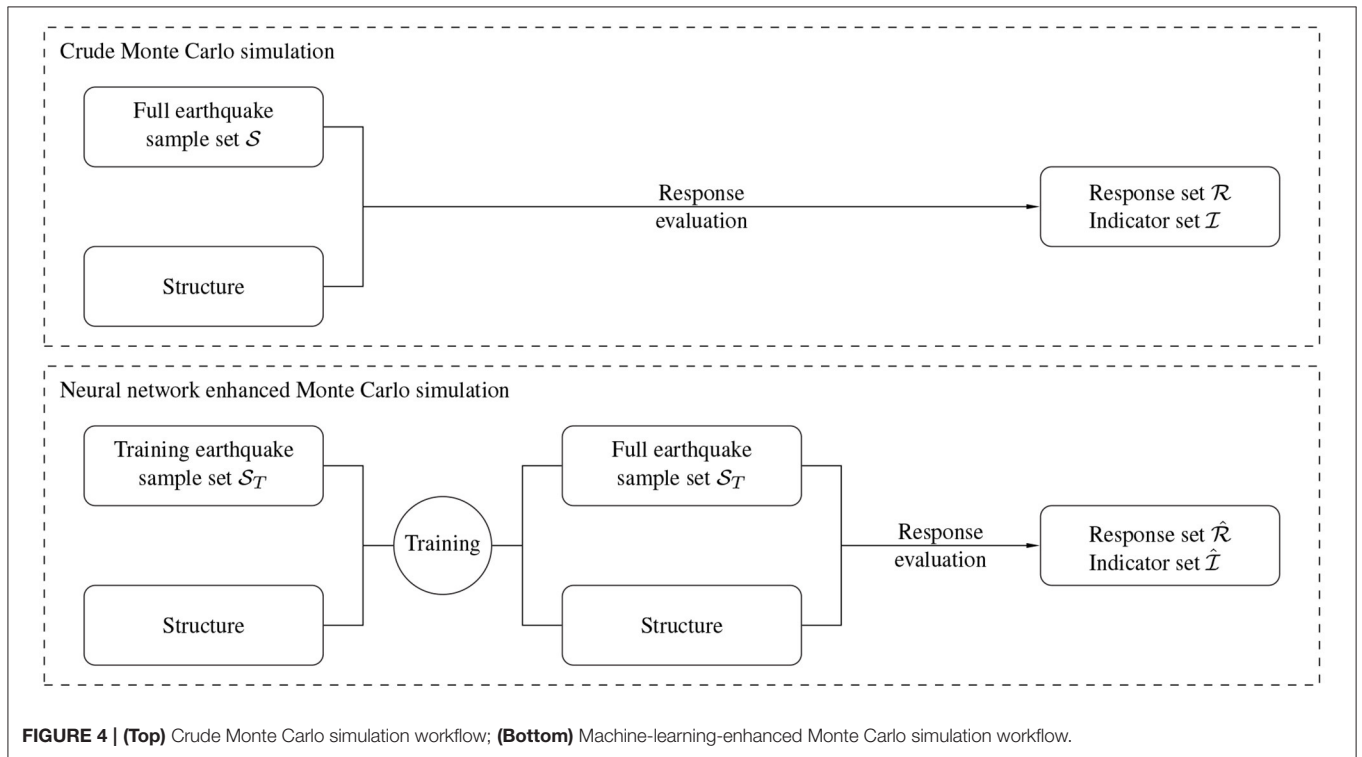 Crude Monte Carlo simulation
Full earthquake
sample set 𝒮
Structure
Response
evaluation
Response set ℛ
Indicator set ℐ
Neural network enhanced Monte Carlo simulation
Training earthquake
sample set 𝒮_T
Structure
Training
Full earthquake
sample set 𝒮_T
Structure
Response
evaluation
Response set ℛ̂
Indicator set ℐ̂
FIGURE 4 | (Top) Crude Monte Carlo simulation workflow; (Bottom) Machine-learning-enhanced Monte Carlo simulation workflow.